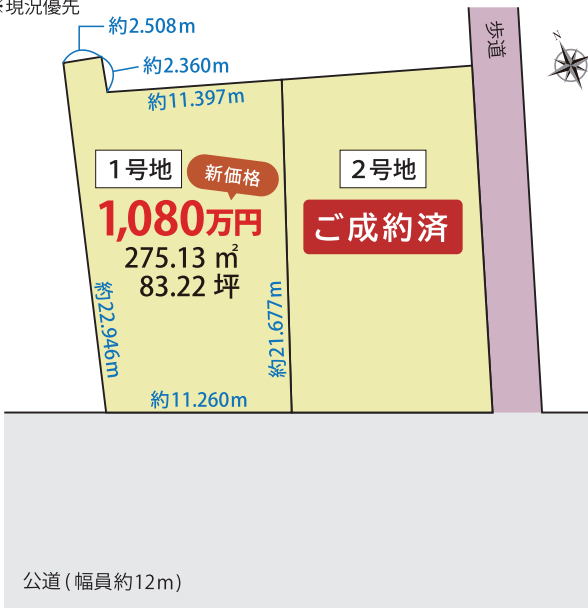 ※現況優先
約2.508m
約2.360m
約11.397m
歩道
N
1号地
新価格
1,080万円
275.13 ㎡
83.22 坪
2号地
ご成約済
約22.946m
約21.677m
約11.260m
公道(幅員約12m)